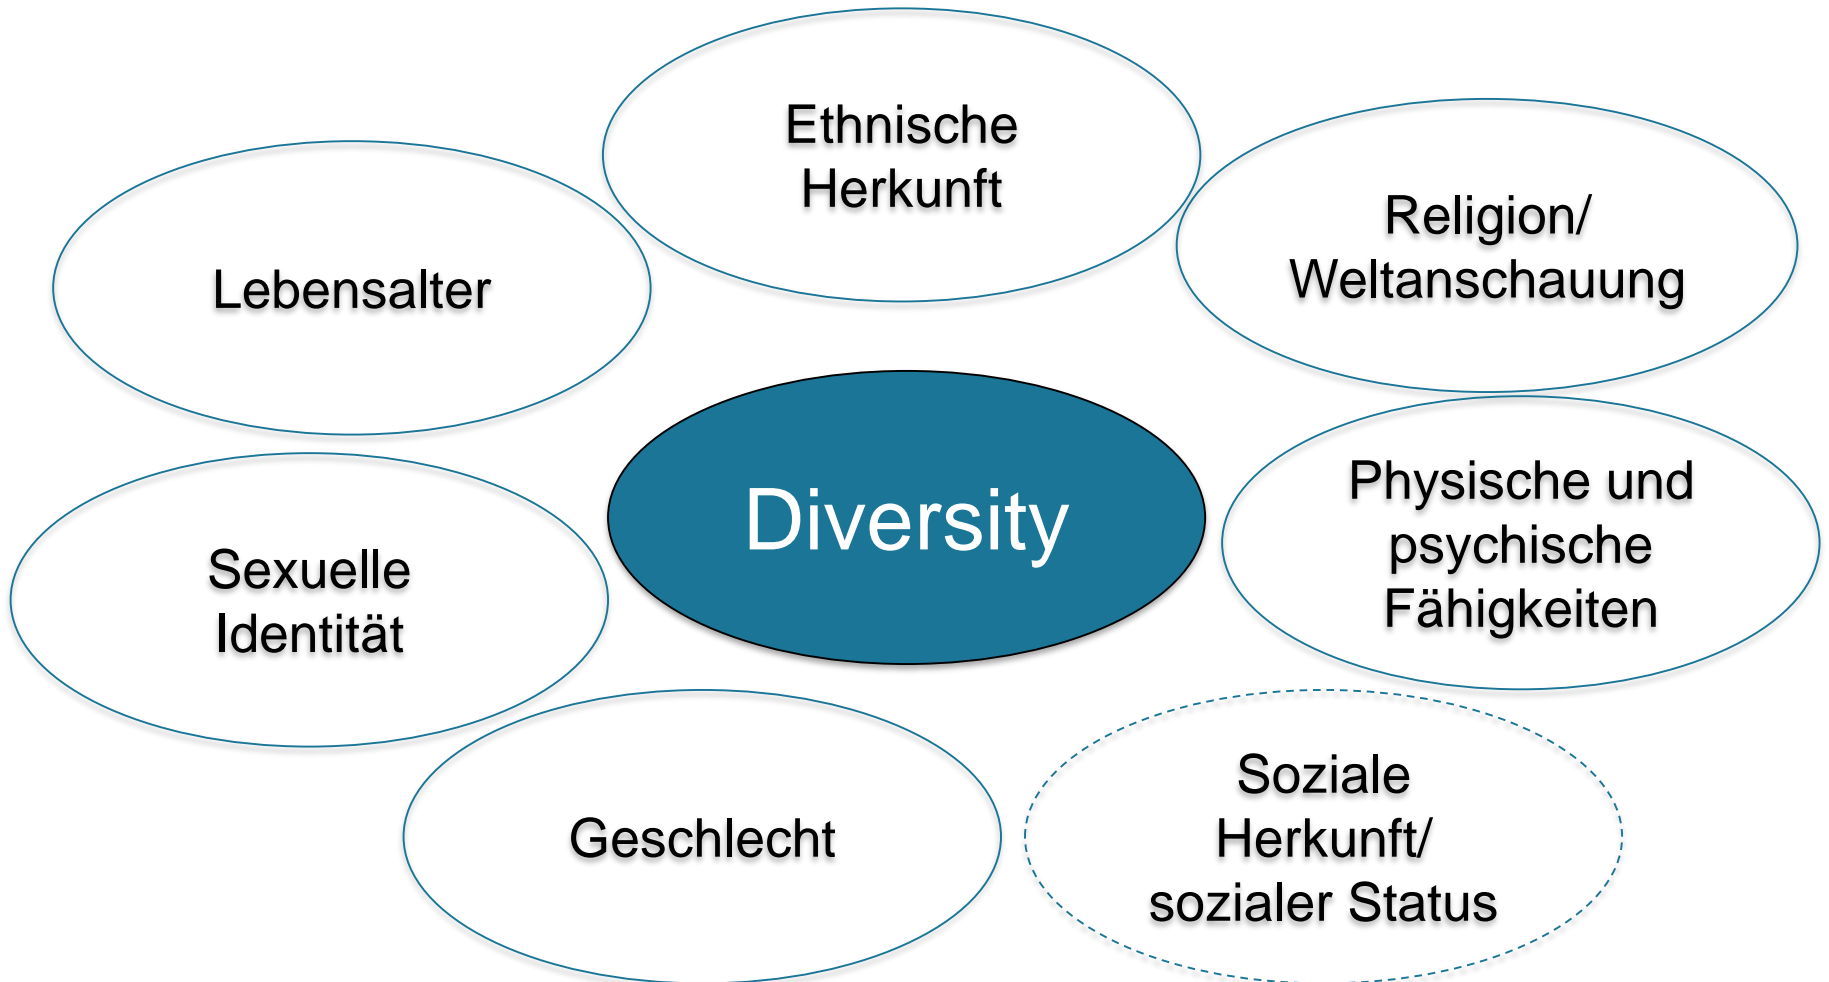 Ethnische
Herkunft
Religion/
Weltanschauung
Lebensalter
Physische und
psychische
Fähigkeiten
Diversity
Sexuelle
Identität
Soziale
Herkunft/
sozialer Status
Geschlecht